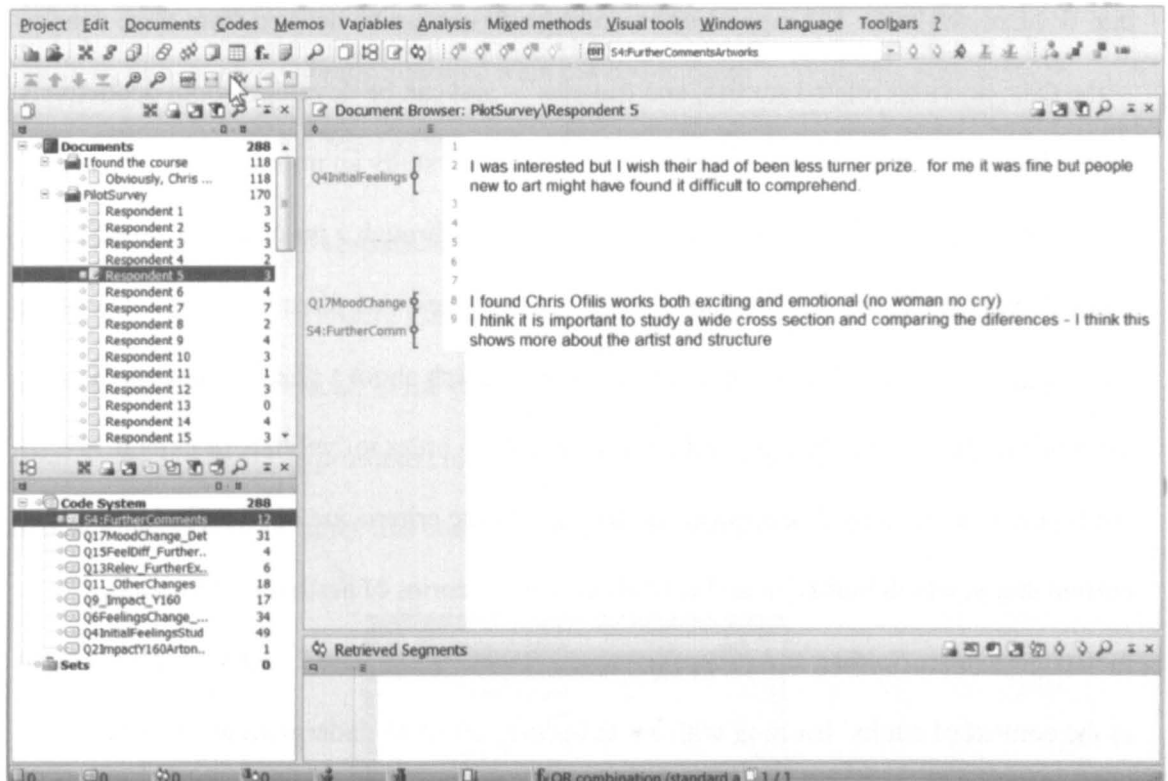 Project Edit Documents Codes Memos Variables Analysis Mixed methods Visual tools Windows Language Toolbars ?
S4:FurtherCommentsArtworks
Document Browser: PilotSurvey\Respondent 5
Documents 288
I found the course 118
Obviously, Chris ... 118
PilotSurvey 170
Respondent 1 3
Respondent 2 5
Respondent 3 3
Respondent 4 2
Respondent 5 3
Respondent 6 4
Respondent 7 7
Respondent 8 2
Respondent 9 4
Respondent 10 3
Respondent 11 1
Respondent 12 3
Respondent 13 0
Respondent 14 4
Respondent 15 3
1
Q4InitialFeelings
2 I was interested but I wish their had of been less turner prize. for me it was fine but people
new to art might have found it difficult to comprehend.
3
4
5
6
7
Q17MoodChange
8 I found Chris Ofilis works both exciting and emotional (no woman no cry)
S4:FurtherComm
9 I htink it is important to study a wide cross section and comparing the diferences - I think this
shows more about the artist and structure
Code System 288
S4:FurtherComments 12
Q17MoodChange_Det 31
Q15FeelDiff_Further.. 4
Q13Relev_FurtherEx.. 6
Q11_OtherChanges 18
Q9_Impact_Y160 17
Q6FeelingsChange_... 34
Q4InitialFeelingsStud 49
Q2ImpactY160Arton.. 1
Sets 0
Retrieved Segments
OR combination (standard a 1 / 1